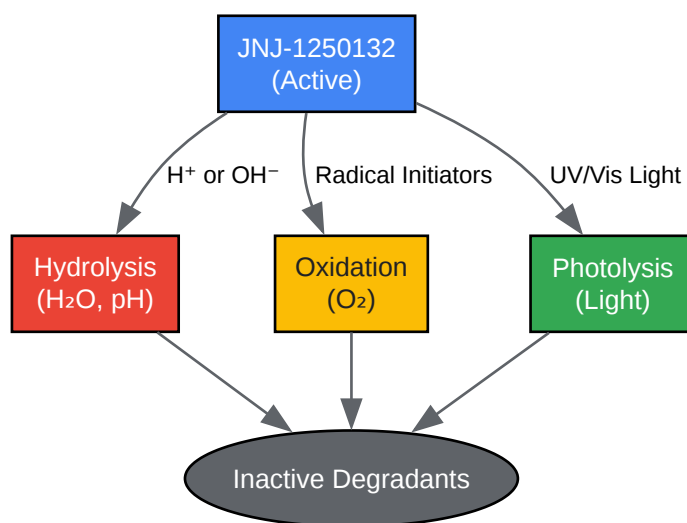 JNJ-1250132
(Active)
H⁺ or OH⁻
Radical Initiators
UV/Vis Light
Hydrolysis
(H₂O, pH)
Oxidation
(O₂)
Photolysis
(Light)
Inactive Degradants